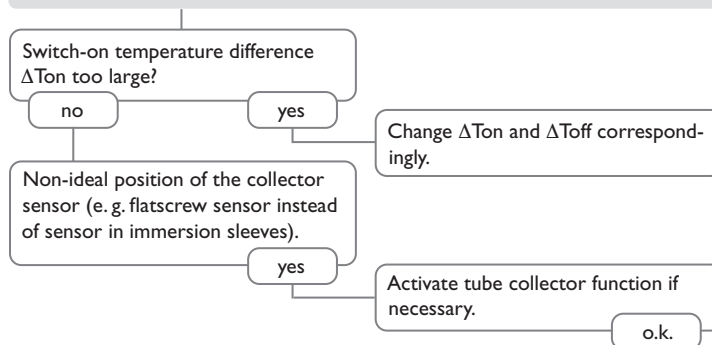 Switch-on temperature difference
ΔTon too large?
no
yes
Change ΔTon and ΔToff correspond-
ingly.
Non-ideal position of the collector
sensor (e. g. flatscrew sensor instead
of sensor in immersion sleeves).
yes
Activate tube collector function if
necessary.
o.k.